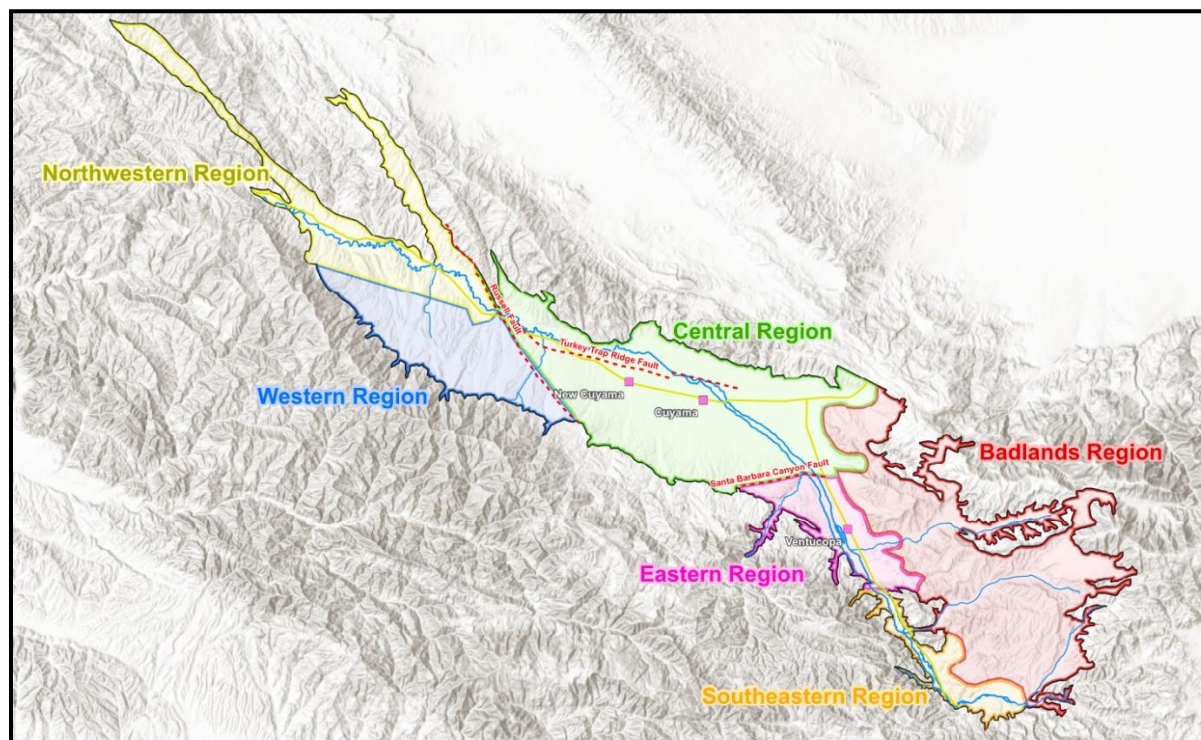 Northwestern Region
Russell Fault
Central Region
Turkey Trap Ridge Fault
Western Region
New Cuyama
Cuyama
Badlands Region
Santa Barbara Canyon Fault
Ventucopa
Eastern Region
Southeastern Region